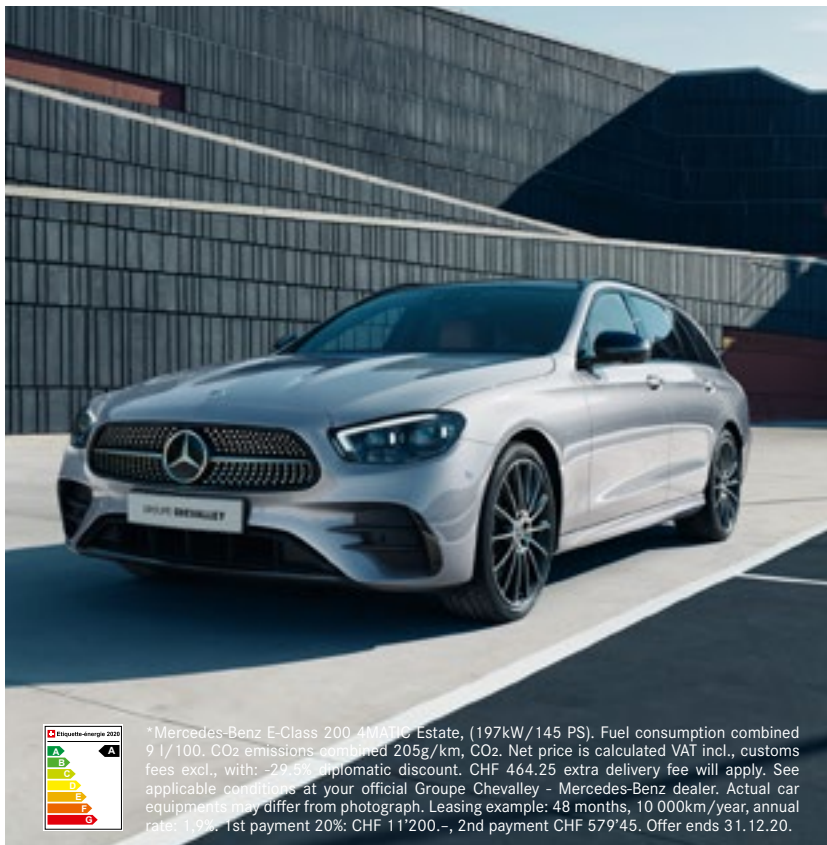 GROUPE CHEVALLEY
Etiquette-énergie 2020
A
A
B
C
D
E
F
G
*Mercedes-Benz E-Class 200 4MATIC Estate, (197kW/145 PS). Fuel consumption combined
9 l/100. CO₂ emissions combined 205g/km, CO₂. Net price is calculated VAT incl., customs
fees excl., with: -29.5% diplomatic discount. CHF 464.25 extra delivery fee will apply. See
applicable conditions at your official Groupe Chevalley - Mercedes-Benz dealer. Actual car
equipments may differ from photograph. Leasing example: 48 months, 10 000km/year, annual
rate: 1,9%. 1st payment 20%: CHF 11'200.-, 2nd payment CHF 579'45. Offer ends 31.12.20.